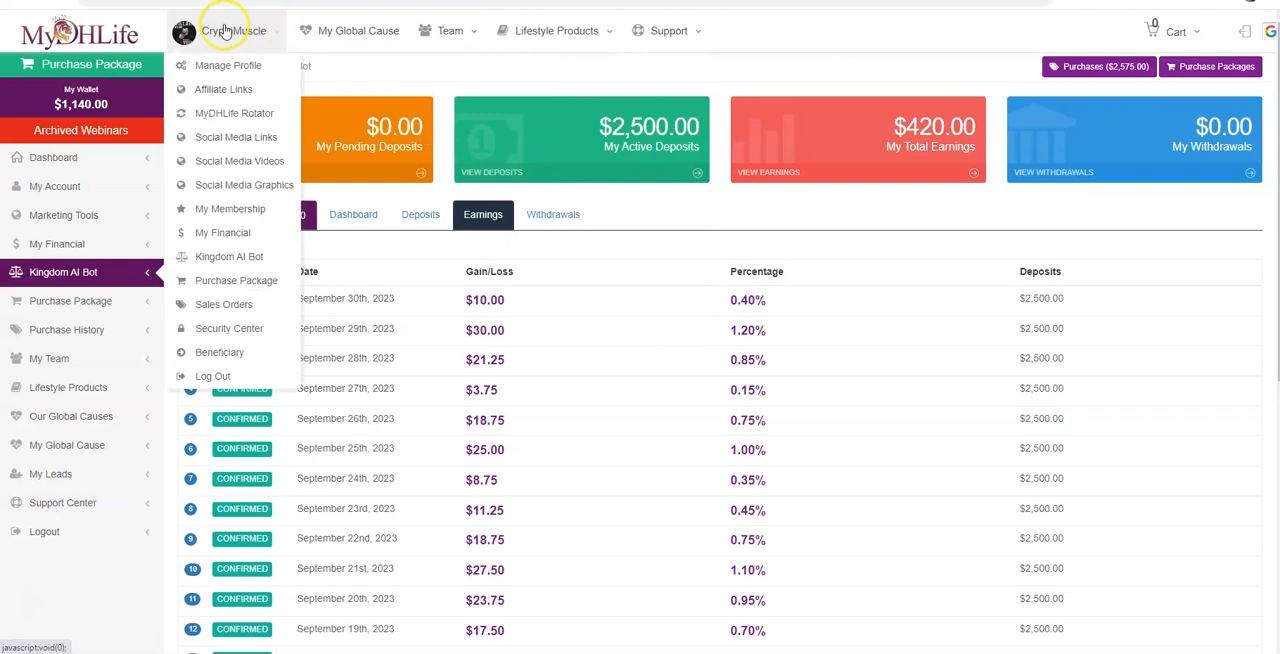 MyDHLife
Crypto Muscle
My Global Cause
Team
Lifestyle Products
Support
0
Cart
Purchase Package
My Wallet
$1,140.00
Archived Webinars
Dashboard
My Account
Marketing Tools
My Financial
Kingdom AI Bot
Purchase Package
Purchase History
My Team
Lifestyle Products
Our Global Causes
My Global Cause
My Leads
Support Center
Logout
Manage Profile
Affiliate Links
MyDHLife Rotator
Social Media Links
Social Media Videos
Social Media Graphics
My Membership
My Financial
Kingdom AI Bot
Purchase Package
Sales Orders
Security Center
Beneficiary
Log Out
Purchases ($2,575.00)
Purchase Packages
$0.00
My Pending Deposits
$2,500.00
My Active Deposits
VIEW DEPOSITS
$420.00
My Total Earnings
VIEW EARNINGS
$0.00
My Withdrawals
VIEW WITHDRAWALS
Dashboard
Deposits
Earnings
Withdrawals
Date Gain/Loss Percentage Deposits
September 30th, 2023 $10.00 0.40% $2,500.00
September 29th, 2023 $30.00 1.20% $2,500.00
September 28th, 2023 $21.25 0.85% $2,500.00
CONFIRMED September 27th, 2023 $3.75 0.15% $2,500.00
5 CONFIRMED September 26th, 2023 $18.75 0.75% $2,500.00
6 CONFIRMED September 25th, 2023 $25.00 1.00% $2,500.00
7 CONFIRMED September 24th, 2023 $8.75 0.35% $2,500.00
8 CONFIRMED September 23rd, 2023 $11.25 0.45% $2,500.00
9 CONFIRMED September 22nd, 2023 $18.75 0.75% $2,500.00
10 CONFIRMED September 21st, 2023 $27.50 1.10% $2,500.00
11 CONFIRMED September 20th, 2023 $23.75 0.95% $2,500.00
12 CONFIRMED September 19th, 2023 $17.50 0.70% $2,500.00
javascript:void(0);